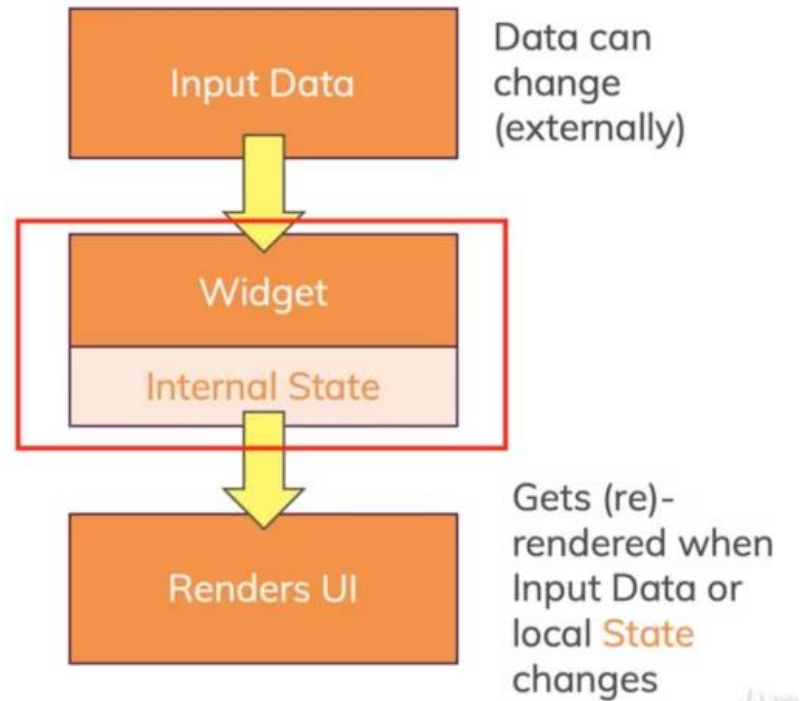 Input Data
Data can
change
(externally)
Widget
Internal State
Renders UI
Gets (re)-
rendered when
Input Data or
local State
changes